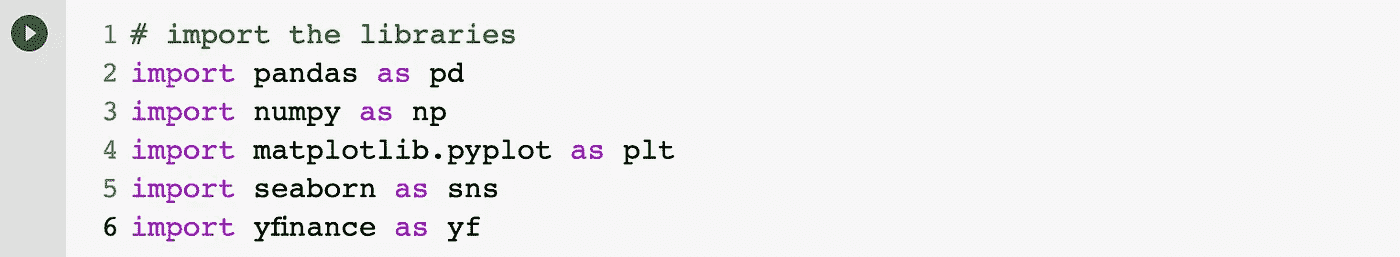 1 # import the libraries
2 import pandas as pd
3 import numpy as np
4 import matplotlib.pyplot as plt
5 import seaborn as sns
6 import yfinance as yf